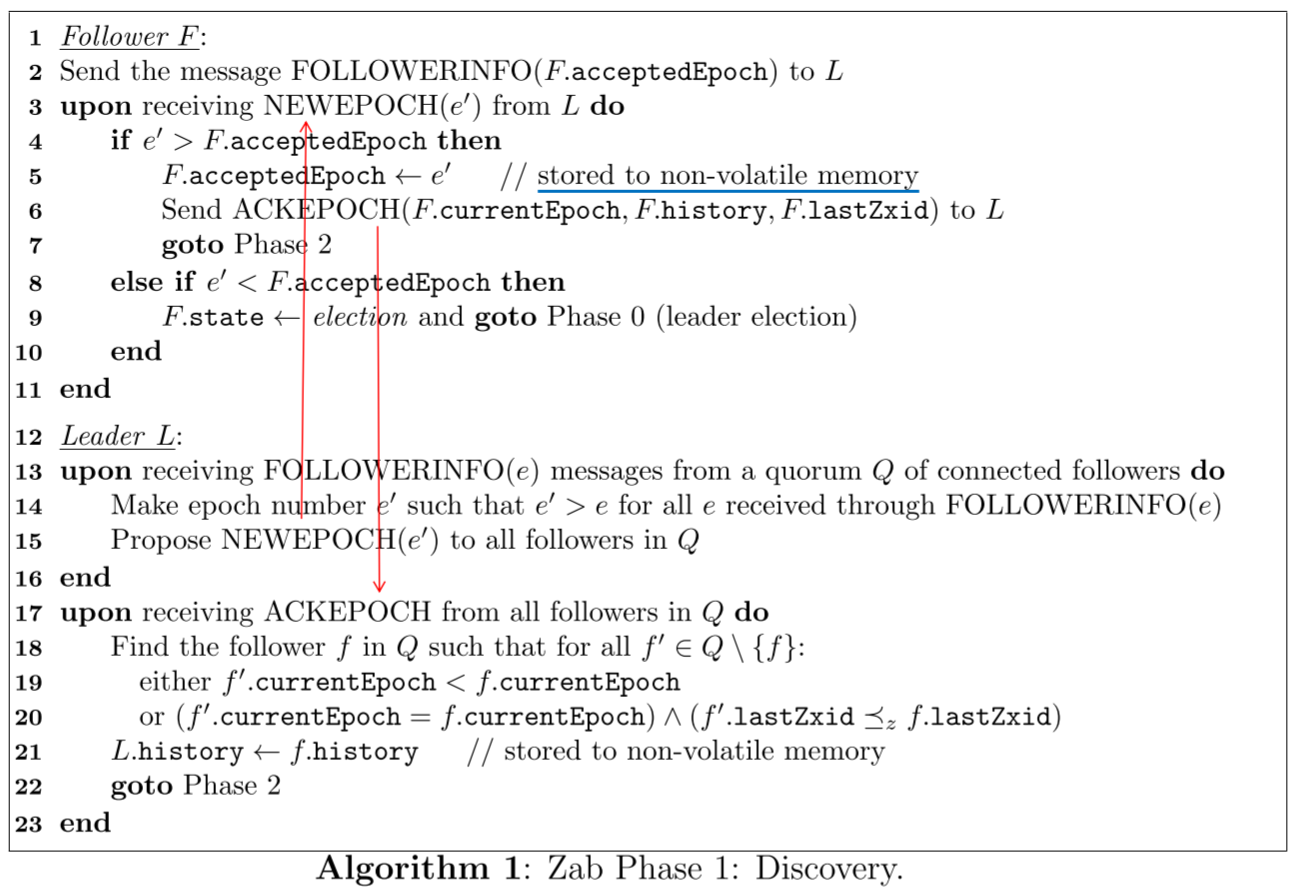 1 Follower F:
2 Send the message FOLLOWERINFO(F.acceptedEpoch) to L
3 upon receiving NEWEPOCH(e′) from L do
4 if e′ > F.acceptedEpoch then
5 F.acceptedEpoch ← e′ // stored to non-volatile memory
6 Send ACKEPOCH(F.currentEpoch, F.history, F.lastZxid) to L
7 goto Phase 2
8 else if e′ < F.acceptedEpoch then
9 F.state ← election and goto Phase 0 (leader election)
10 end
11 end
12 Leader L:
13 upon receiving FOLLOWERINFO(e) messages from a quorum Q of connected followers do
14 Make epoch number e′ such that e′ > e for all e received through FOLLOWERINFO(e)
15 Propose NEWEPOCH(e′) to all followers in Q
16 end
17 upon receiving ACKEPOCH from all followers in Q do
18 Find the follower f in Q such that for all f′ ∈ Q \ {f}:
19 either f′.currentEpoch < f.currentEpoch
20 or (f′.currentEpoch = f.currentEpoch) ∧ (f′.lastZxid ⪯z f.lastZxid)
21 L.history ← f.history // stored to non-volatile memory
22 goto Phase 2
23 end
Algorithm 1: Zab Phase 1: Discovery.